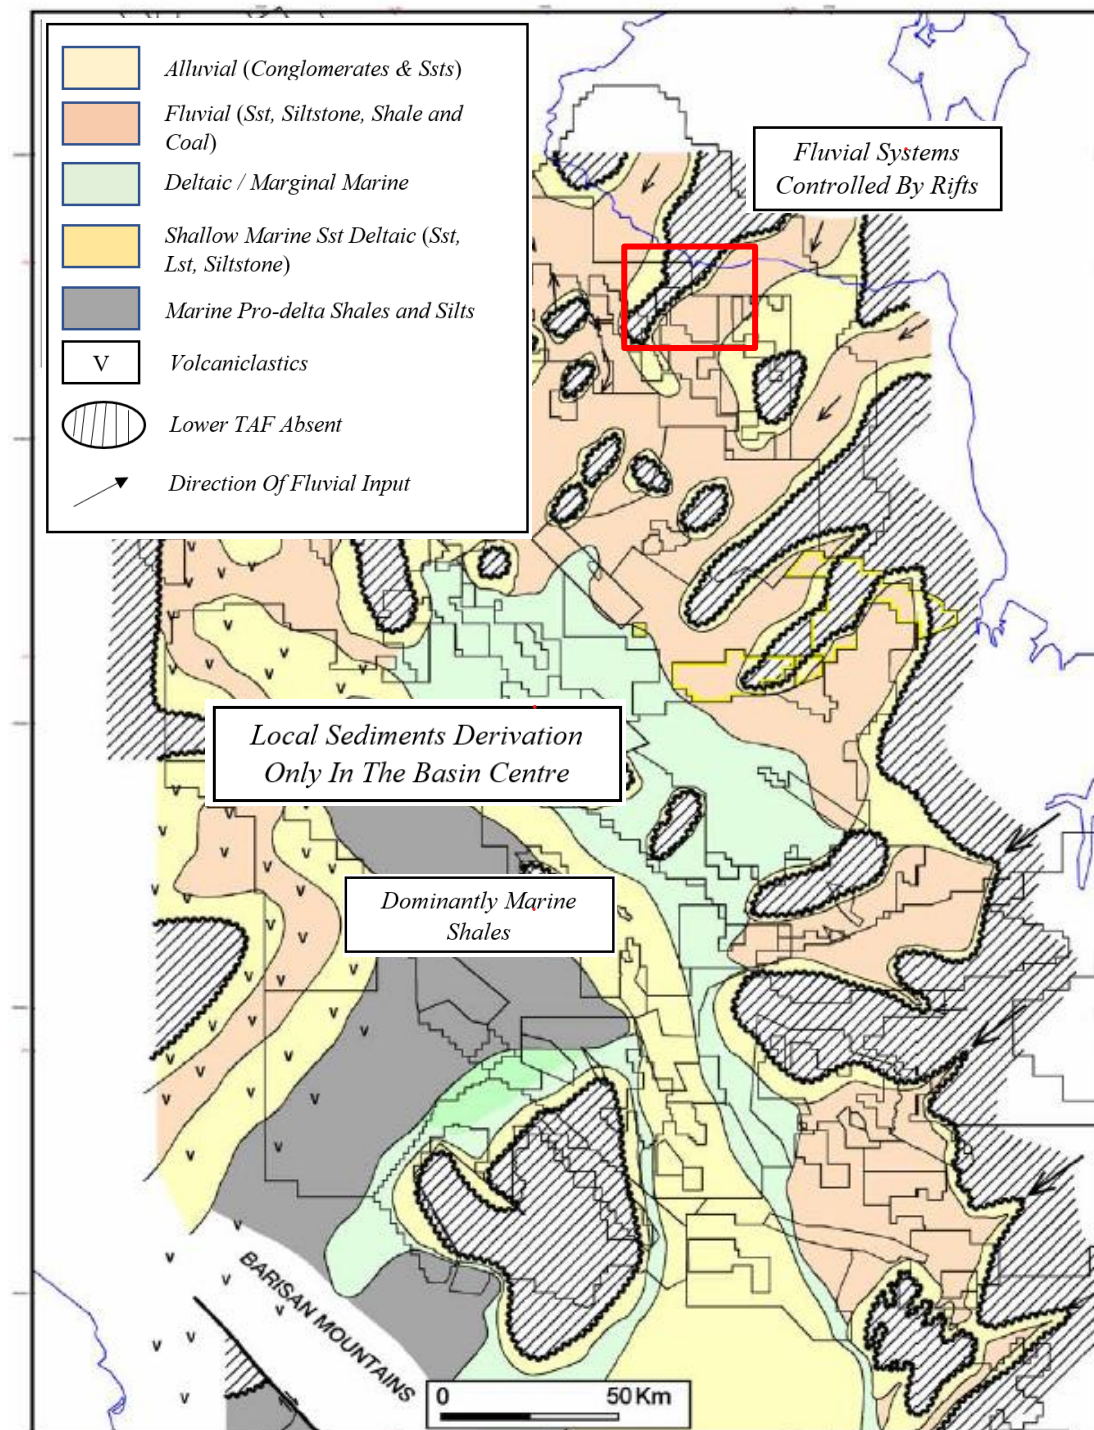 Alluvial (Conglomerates & Ssts)
Fluvial (Sst, Siltstone, Shale and
Coal)
Deltaic / Marginal Marine
Shallow Marine Sst Deltaic (Sst,
Lst, Siltstone)
Marine Pro-delta Shales and Silts
V
Volcaniclastics
Lower TAF Absent
Direction Of Fluvial Input
Fluvial Systems
Controlled By Rifts
Local Sediments Derivation
Only In The Basin Centre
Dominantly Marine
Shales
BARISAN MOUNTAINS
0 50 Km